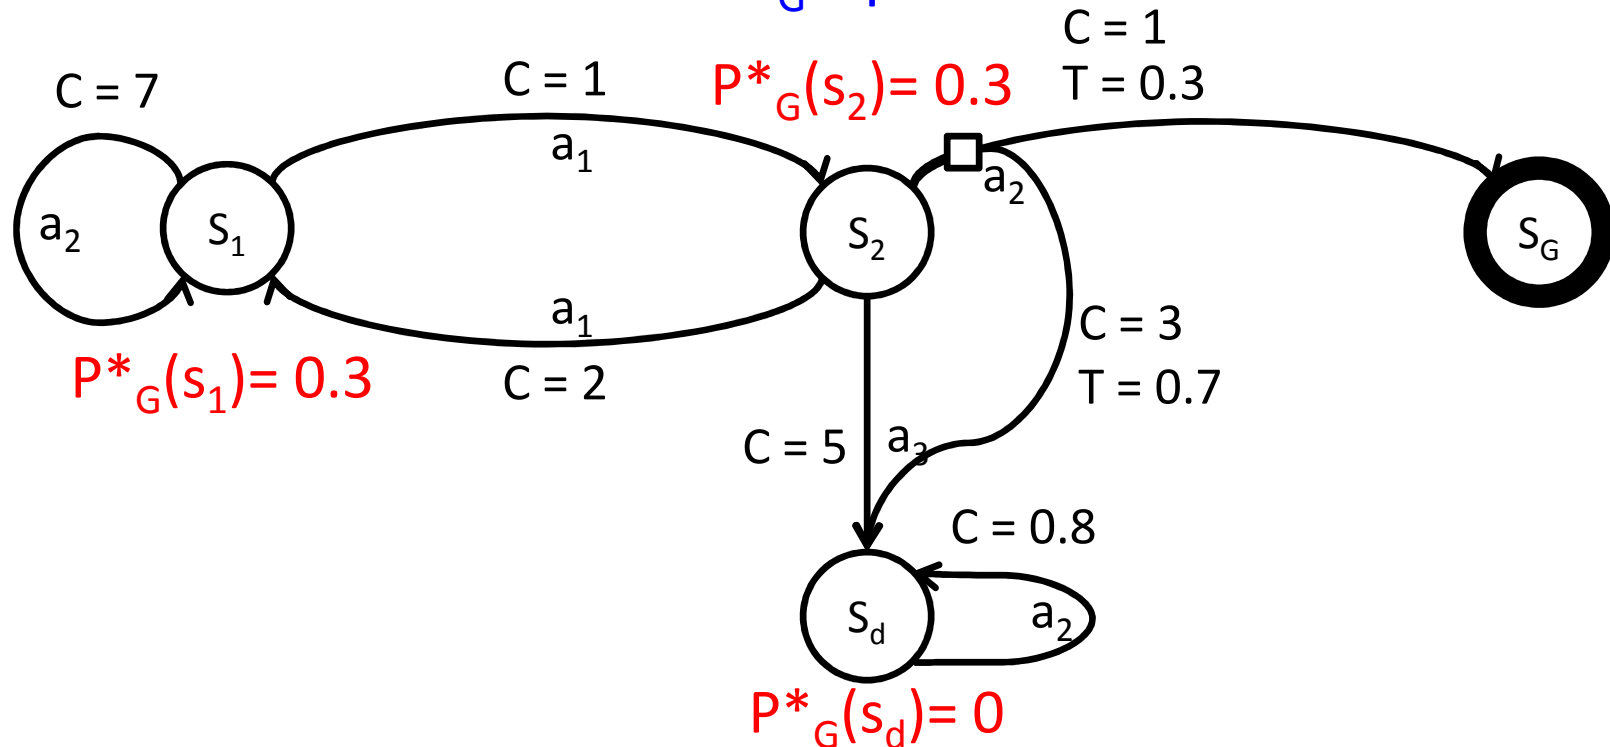 C = 1
T = 0.3
C = 7
C = 1
P*G(s2)= 0.3
a1
a2
a2
S1
S2
SG
a1
C = 3
P*G(s1)= 0.3
C = 2
T = 0.7
C = 5
a3
C = 0.8
Sd
a2
P*G(sd)= 0